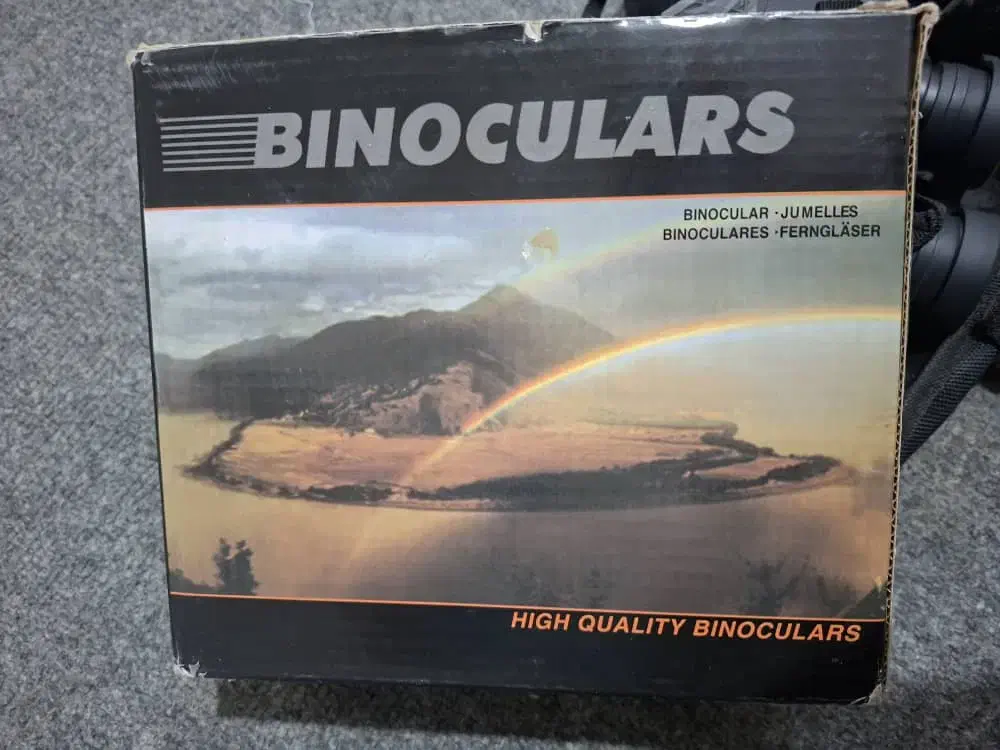 BINOCULARS
BINOCULAR · JUMELLES
BINOCULARES · FERNGLÄSER
HIGH QUALITY BINOCULARS